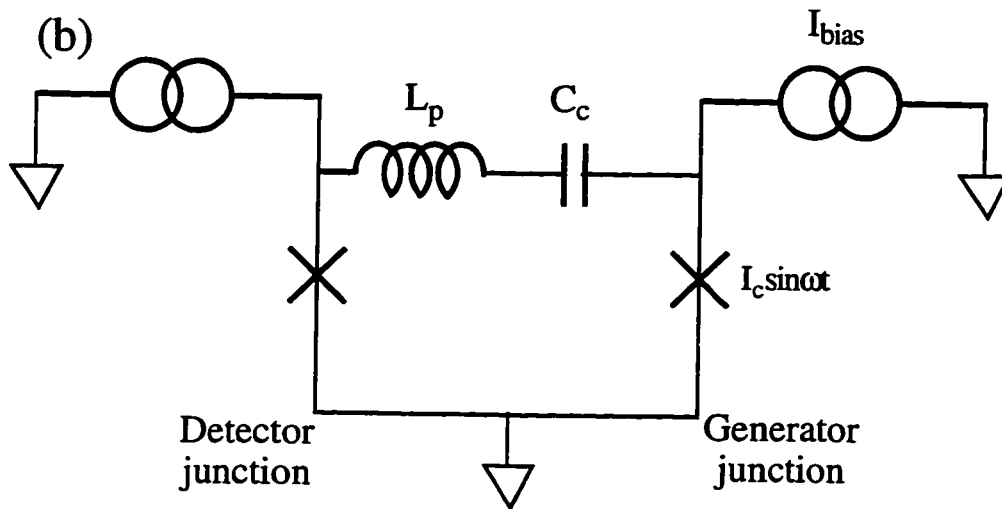 (b)
I_bias
L_p
C_c
I_c sinωt
Detector
junction
Generator
junction